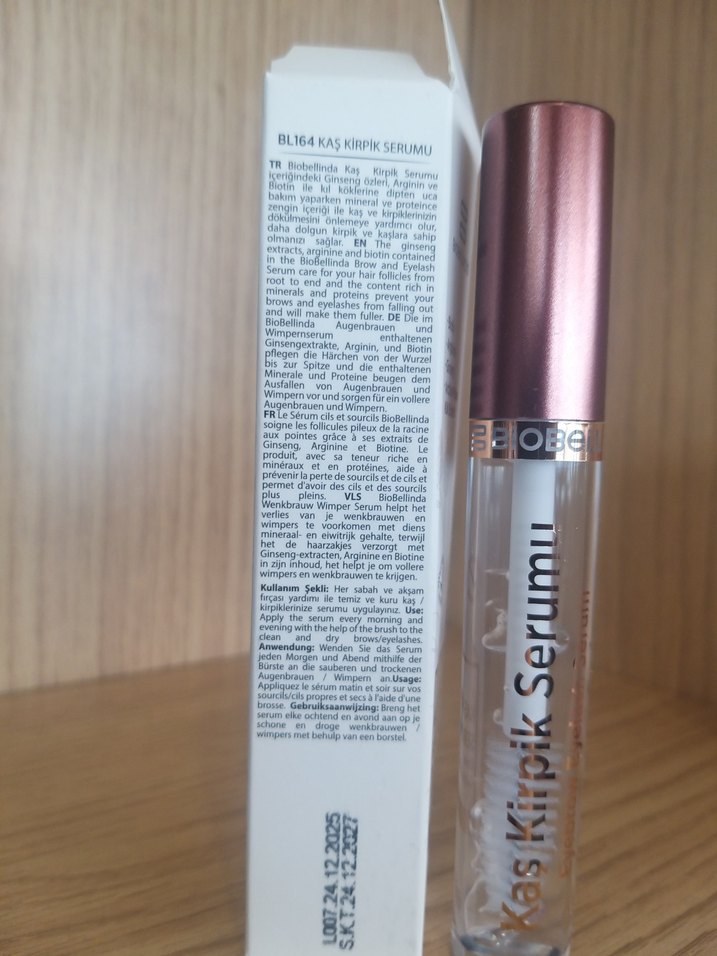 BL164 KAŞ KİRPİK SERUMU
TR Biobellinda Kaş Kirpik Serumu
içeriğindeki Ginseng özleri, Arginin ve
Biotin ile kıl köklerine dipten uca
bakım yaparken mineral ve proteince
zengin içeriği ile kaş ve kirpiklerinizin
dökülmesini önlemeye yardımcı olur,
daha dolgun kirpik ve kaşlara sahip
olmanızı sağlar. EN The ginseng
extracts, arginine and biotin contained
in the BioBellinda Brow and Eyelash
Serum care for your hair follicles from
root to end and the content rich in
minerals and proteins prevent your
brows and eyelashes from falling out
and will make them fuller. DE Die im
BioBellinda Augenbrauen und
Wimpernserum enthaltenen
Ginsengextrakte, Arginin, und Biotin
pflegen die Härchen von der Wurzel
bis zur Spitze und die enthaltenen
Minerale und Proteine beugen dem
Ausfallen von Augenbrauen und
Wimpern vor und sorgen für ein vollere
Augenbrauen und Wimpern.
FR Le Sérum cils et sourcils BioBellinda
soigne les follicules pileux de la racine
aux pointes grâce à ses extraits de
Ginseng, Arginine et Biotine. Le
produit, avec sa teneur riche en
minéraux et en protéines, aide à
prévenir la perte de sourcils et de cils et
permet d'avoir des cils et des sourcils
plus pleins. VLS BioBellinda
Wenkbrauw Wimper Serum helpt het
verlies van je wenkbrauwen en
wimpers te voorkomen met diens
mineraal- en eiwitrijk gehalte, terwijl
het de haarzakjes verzorgt met
Ginseng-extracten, Arginine en Biotine
in zijn inhoud, het helpt je om vollere
wimpers en wenkbrauwen te krijgen.
Kullanım Şekli: Her sabah ve akşam
fırçası yardımı ile temiz ve kuru kaş /
kirpiklerinize serumu uygulayınız. Use:
Apply the serum every morning and
evening with the help of the brush to the
clean and dry brows/eyelashes.
Anwendung: Wenden Sie das Serum
jeden Morgen und Abend mithilfe der
Bürste an die sauberen und trockenen
Augenbrauen / Wimpern an.Usage:
Appliquez le sérum matin et soir sur vos
sourcils/cils propres et secs à l'aide d'une
brosse. Gebruiksaanwijzing: Breng het
serum elke ochtend en avond aan op je
schone en droge wenkbrauwen /
wimpers met behulp van een borstel.
L007.24.12.2025
S.K.T.24.12.2027
BIOBEL
Kaş Kirpik Serumu
Eyebrow Eyelash Serum